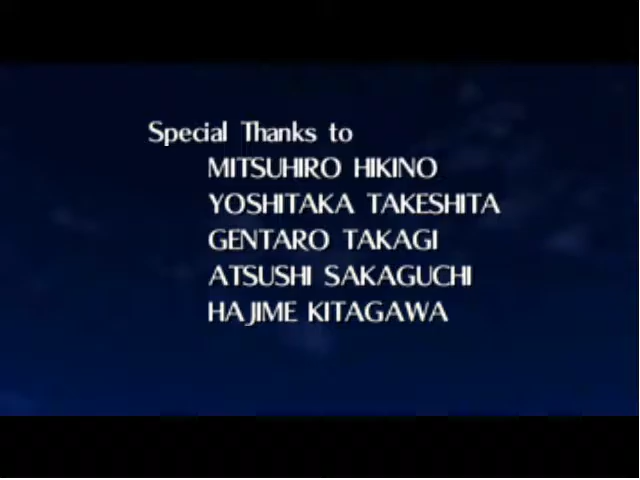 Special Thanks to
MITSUHIRO HIKINO
YOSHITAKA TAKESHITA
GENTARO TAKAGI
ATSUSHI SAKAGUCHI
HAJIME KITAGAWA